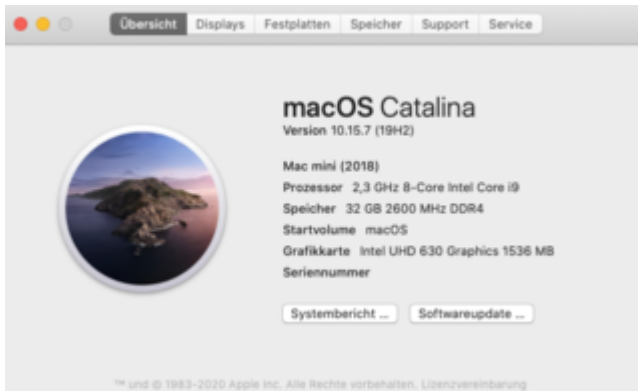 Übersicht Displays Festplatten Speicher Support Service
macOS Catalina
Version 10.15.7 (19H2)
Mac mini (2018)
Prozessor 2,3 GHz 8-Core Intel Core i9
Speicher 32 GB 2600 MHz DDR4
Startvolume macOS
Grafikkarte Intel UHD 630 Graphics 1536 MB
Seriennummer
Systembericht ... Softwareupdate ...
™ und © 1983-2020 Apple Inc. Alle Rechte vorbehalten. Lizenzvereinbarung